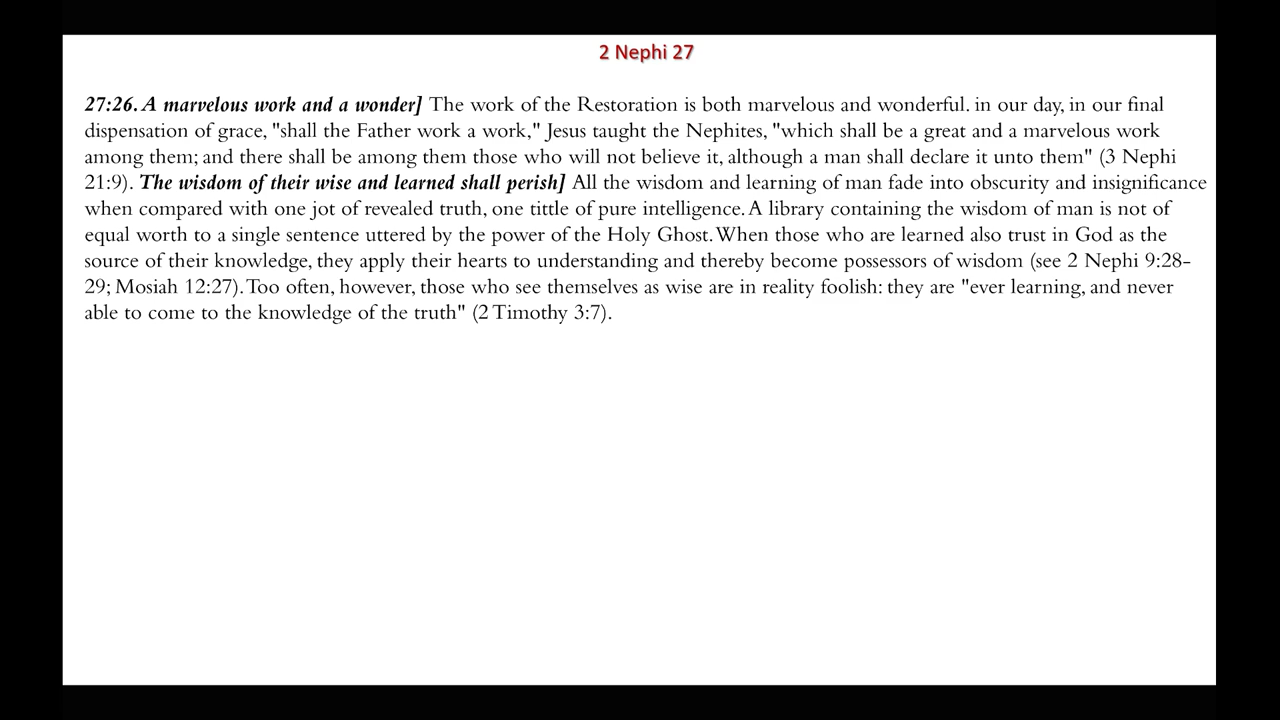 2 Nephi 27
27:26. A marvelous work and a wonder] The work of the Restoration is both marvelous and wonderful. in our day, in our final
dispensation of grace, "shall the Father work a work," Jesus taught the Nephites, "which shall be a great and a marvelous work
among them; and there shall be among them those who will not believe it, although a man shall declare it unto them" (3 Nephi
21:9). The wisdom of their wise and learned shall perish] All the wisdom and learning of man fade into obscurity and insignificance
when compared with one jot of revealed truth, one tittle of pure intelligence. A library containing the wisdom of man is not of
equal worth to a single sentence uttered by the power of the Holy Ghost. When those who are learned also trust in God as the
source of their knowledge, they apply their hearts to understanding and thereby become possessors of wisdom (see 2 Nephi 9:28-
29; Mosiah 12:27). Too often, however, those who see themselves as wise are in reality foolish: they are "ever learning, and never
able to come to the knowledge of the truth" (2 Timothy 3:7).